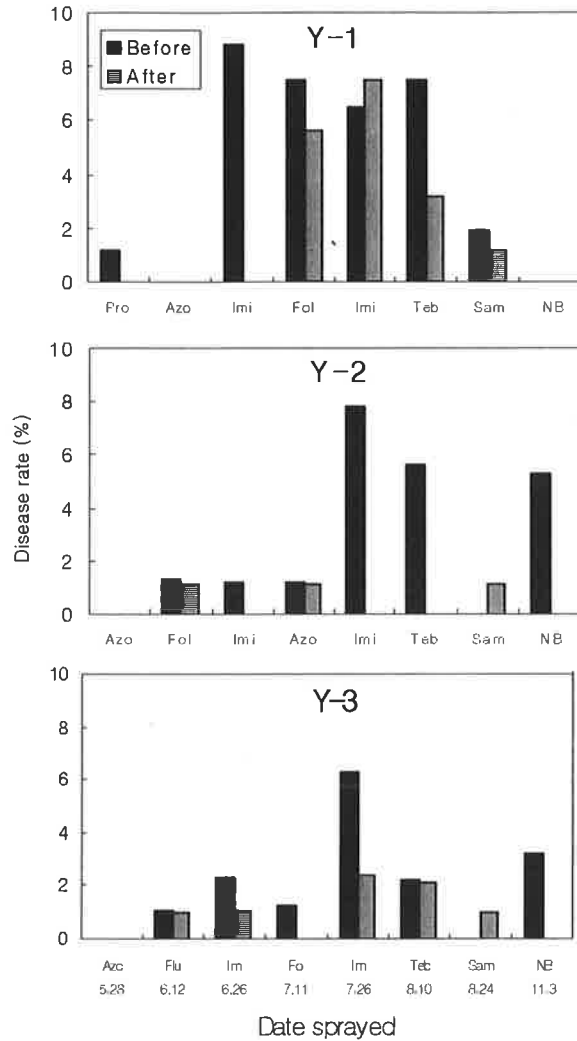 10
Y-1
Before
After
8
6
4
2
0
Pro Azo Imi Fol Imi Teb Sam NB
10
Y-2
8
6
4
2
0
Azo Fol Imi Azo Imi Teb Sam NB
Disease rate (%)
10
Y-3
8
6
4
2
0
Azc Flu Im Fo Im Teb Sam NB
5.28 6.12 6.26 7.11 7.26 8.10 8.24 11.3
Date sprayed